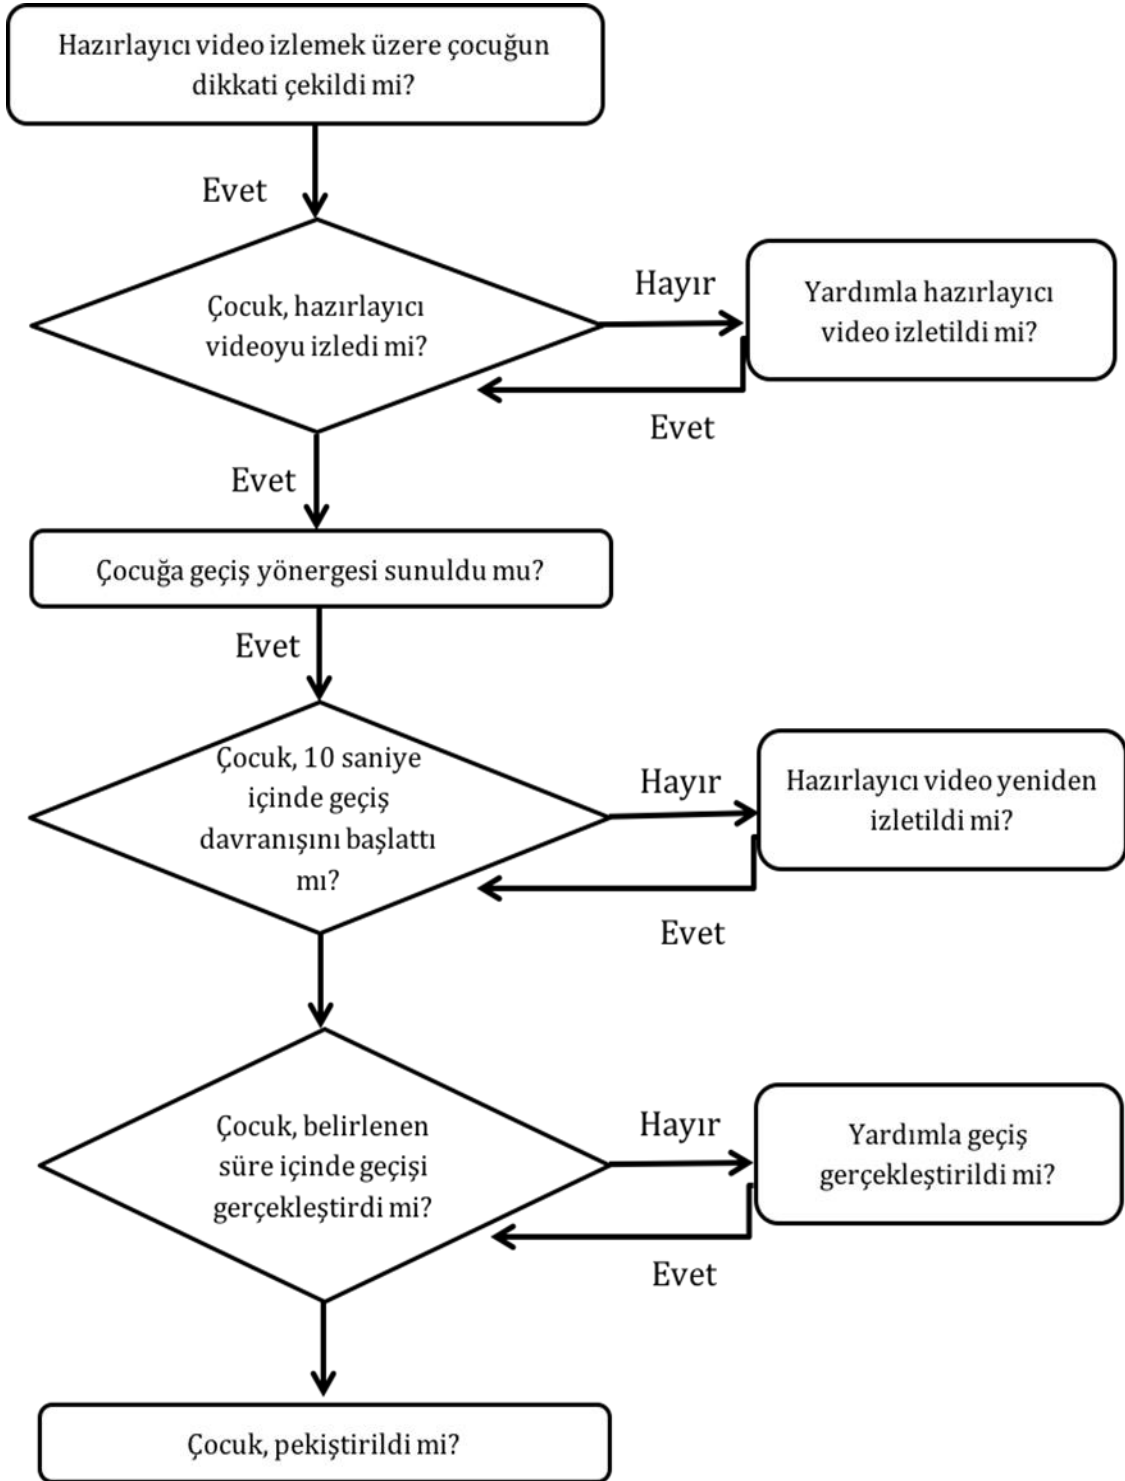 Hazırlayıcı video izlemek üzere çocuğun
dikkati çekildi mi?
Evet
Çocuk, hazırlayıcı
videoyu izledi mi?
Hayır
Yardımla hazırlayıcı
video izletildi mi?
Evet
Evet
Çocuğa geçiş yönergesi sunuldu mu?
Evet
Çocuk, 10 saniye
içinde geçiş
davranışını başlattı
mı?
Hayır
Hazırlayıcı video yeniden
izletildi mi?
Evet
Çocuk, belirlenen
süre içinde geçişi
gerçekleştirdi mi?
Hayır
Yardımla geçiş
gerçekleştirildi mi?
Evet
Çocuk, pekiştirildi mi?